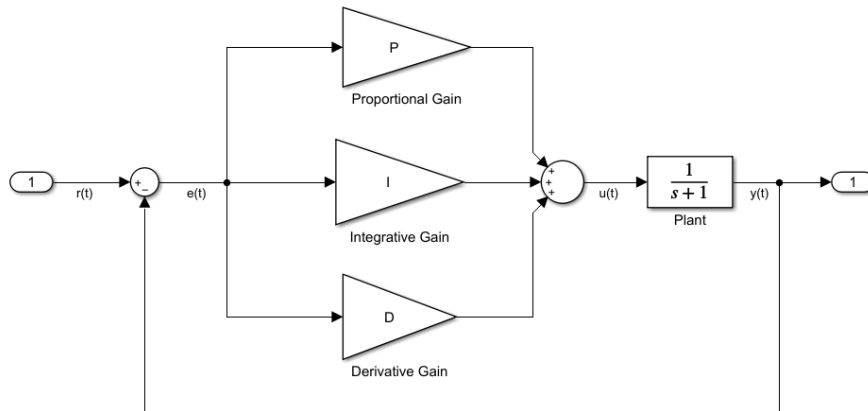 P
Proportional Gain
1
r(t)
+
−
e(t)
I
Integrative Gain
+
+
+
u(t)
1
s + 1
Plant
y(t)
1
D
Derivative Gain